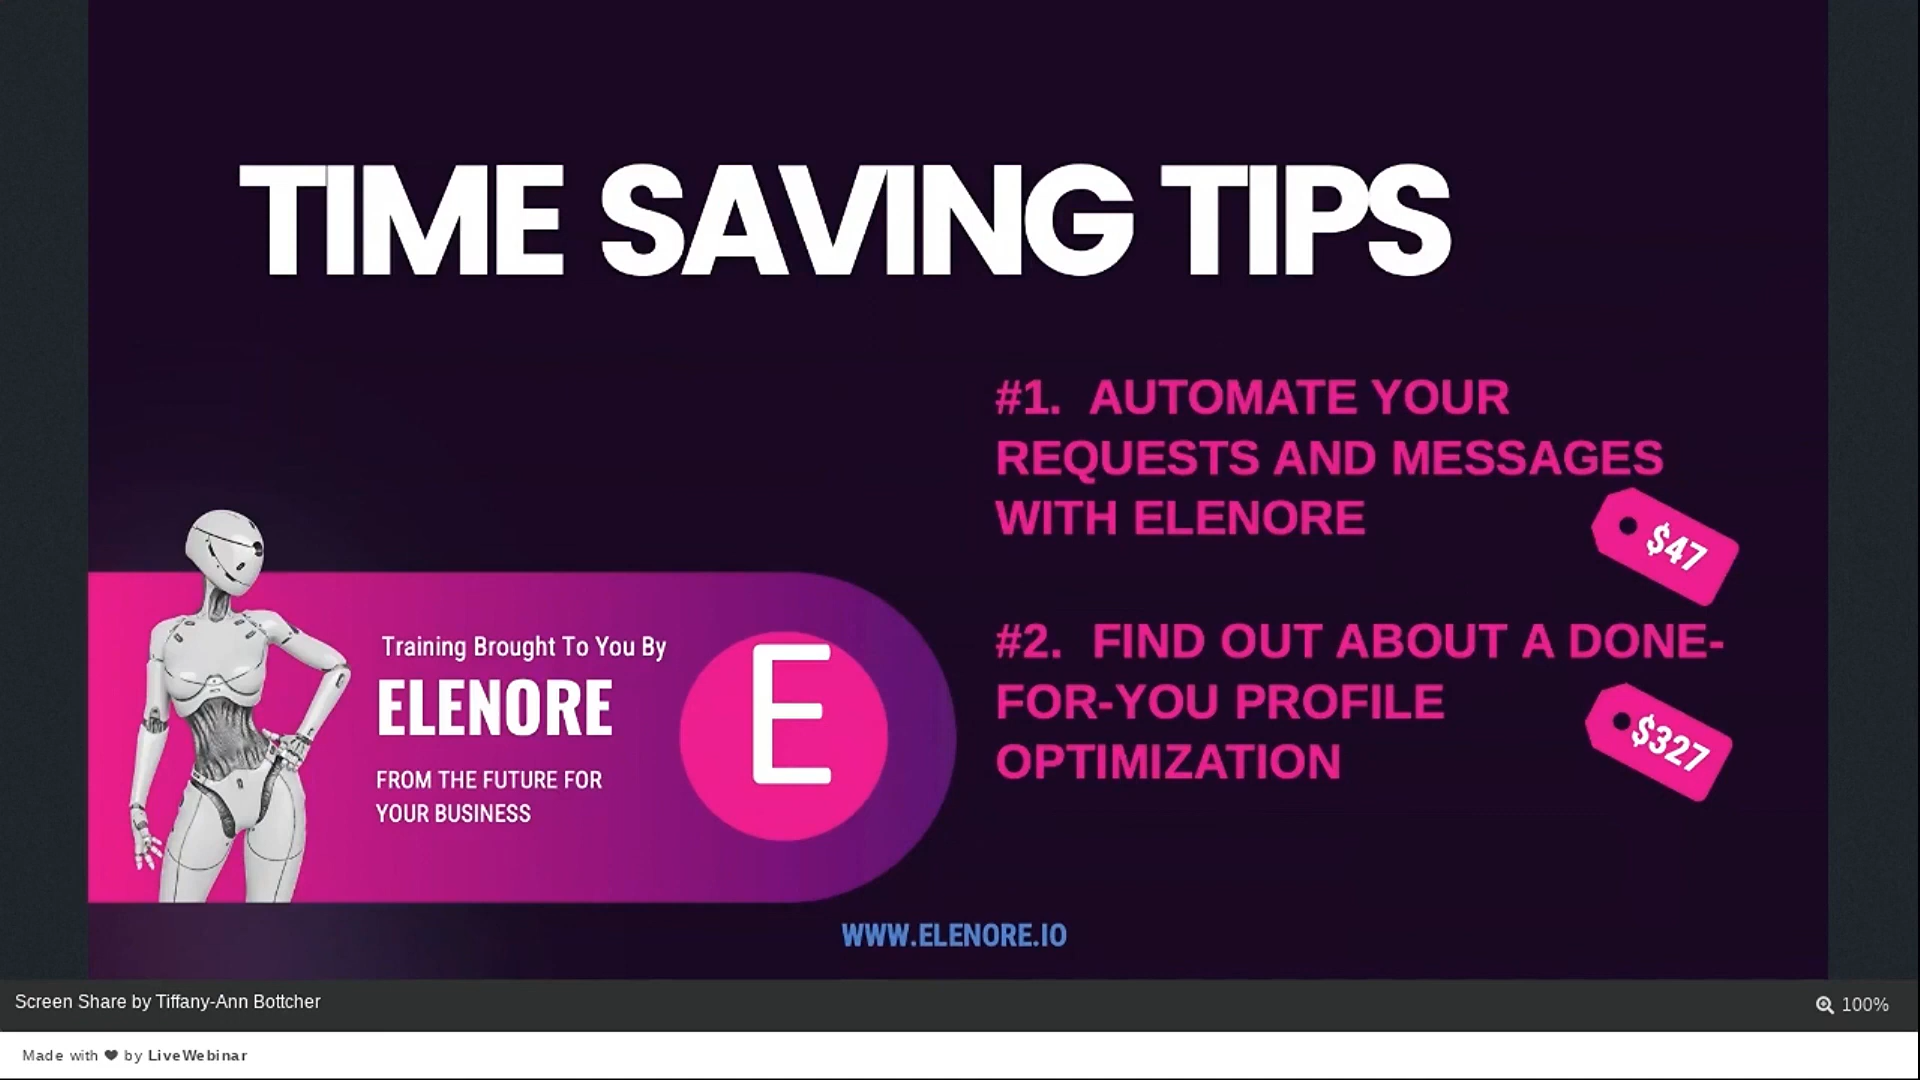 TIME SAVING TIPS
#1. AUTOMATE YOUR
REQUESTS AND MESSAGES
WITH ELENORE
$47
#2. FIND OUT ABOUT A DONE-
FOR-YOU PROFILE
OPTIMIZATION
$327
Training Brought To You By
ELENORE
FROM THE FUTURE FOR
YOUR BUSINESS
E
WWW.ELENORE.IO
Screen Share by Tiffany-Ann Bottcher
100%
Made with ❤ by LiveWebinar